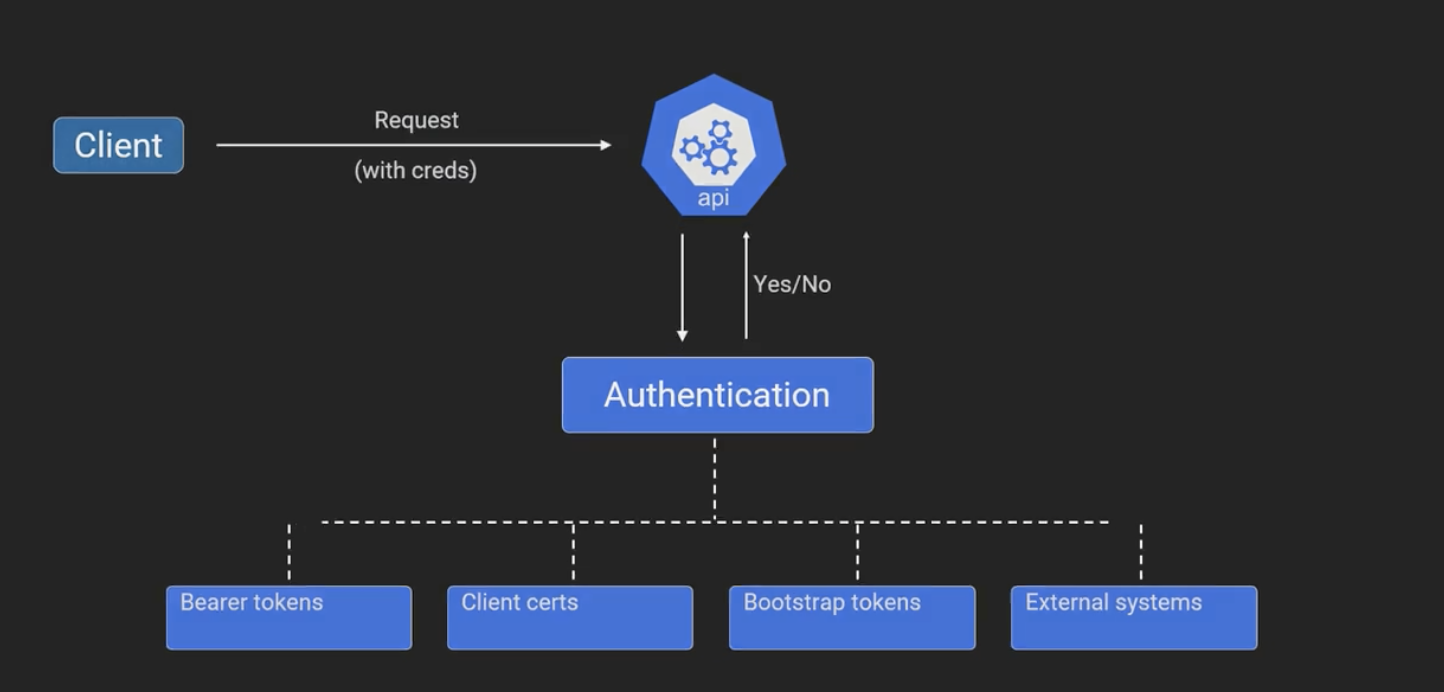 Client
Request
(with creds)
api
Yes/No
Authentication
Bearer tokens
Client certs
Bootstrap tokens
External systems